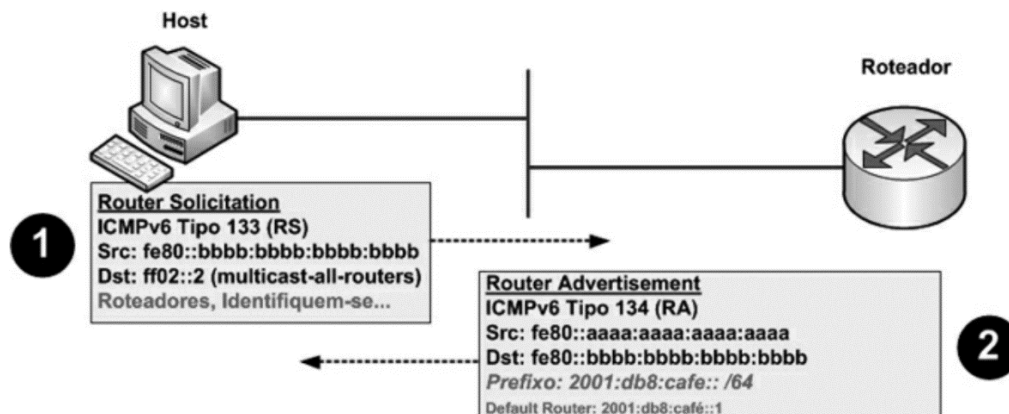 Host
Roteador
1
Router Solicitation
ICMPv6 Tipo 133 (RS)
Src: fe80::bbbb:bbbb:bbbb:bbbb
Dst: ff02::2 (multicast-all-routers)
Roteadores, Identifiquem-se...
2
Router Advertisement
ICMPv6 Tipo 134 (RA)
Src: fe80::aaaa:aaaa:aaaa:aaaa
Dst: fe80::bbbb:bbbb:bbbb:bbbb
Prefixo: 2001:db8:cafe:: /64
Default Router: 2001:db8:café::1